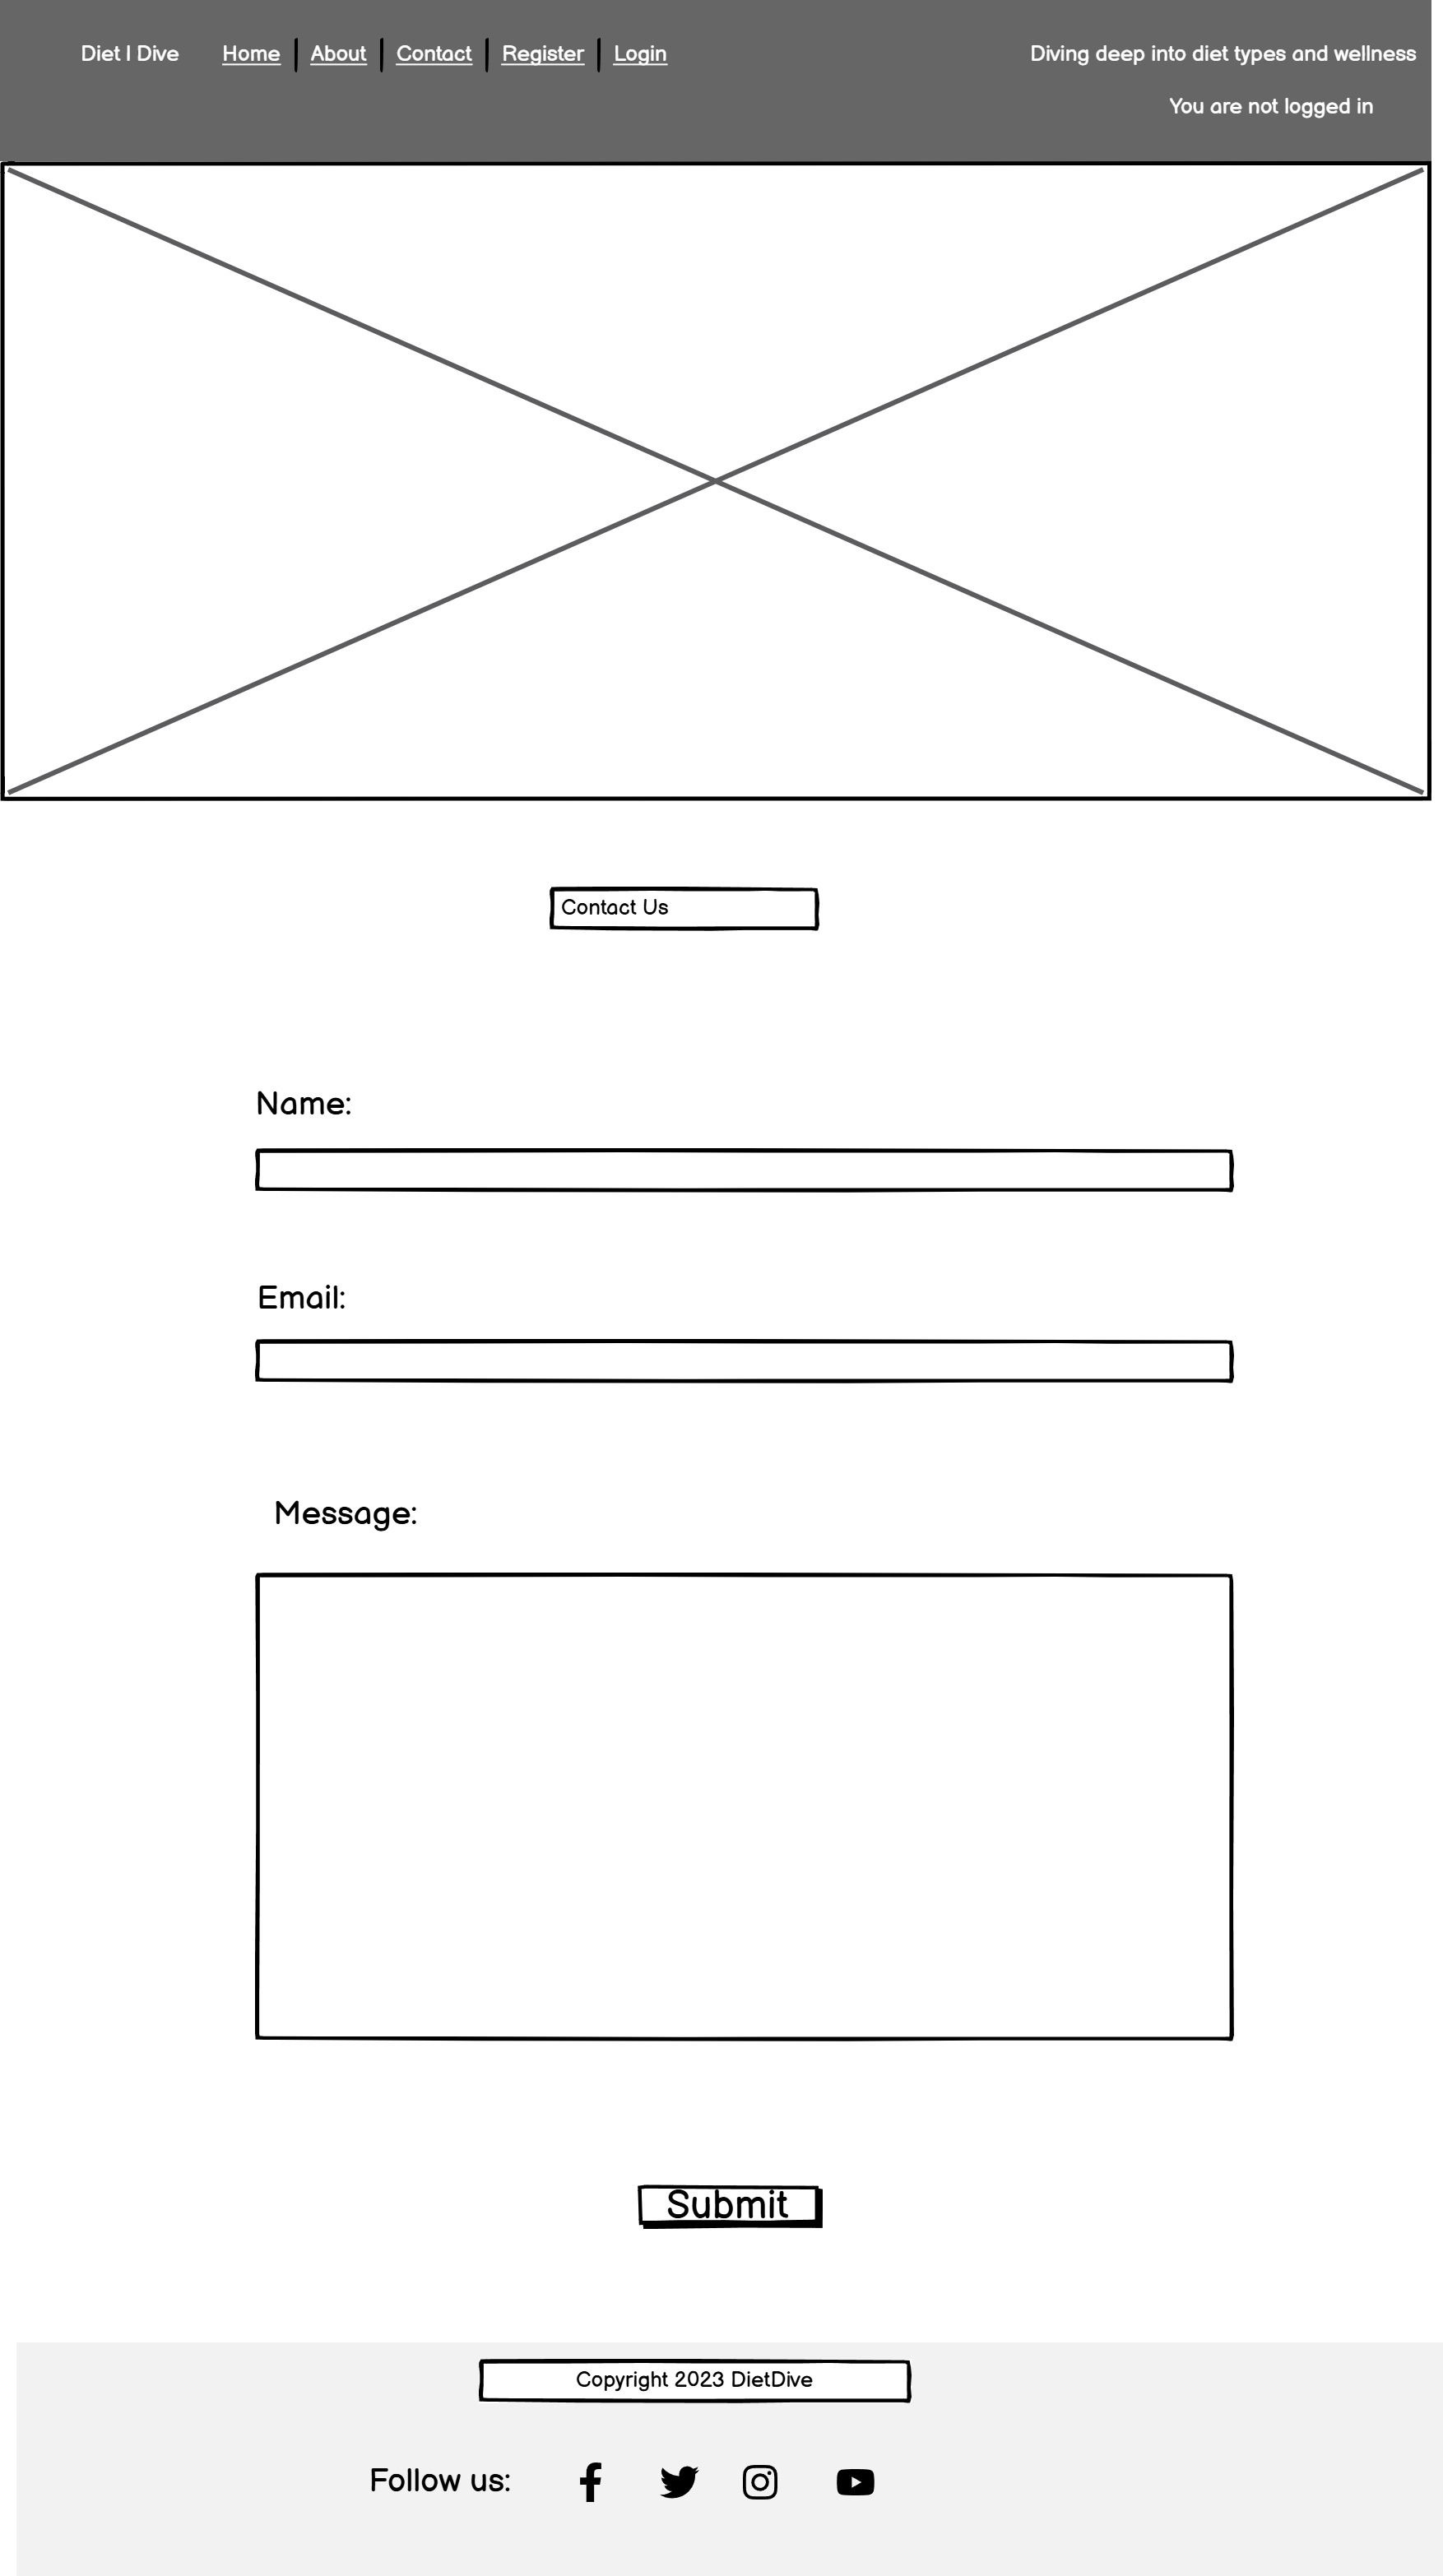 Diet | Dive Home About Contact Register Login Diving deep into diet types and wellness
You are not logged in
Contact Us
Name:
Email:
Message:
Submit
Copyright 2023 DietDive
Follow us: